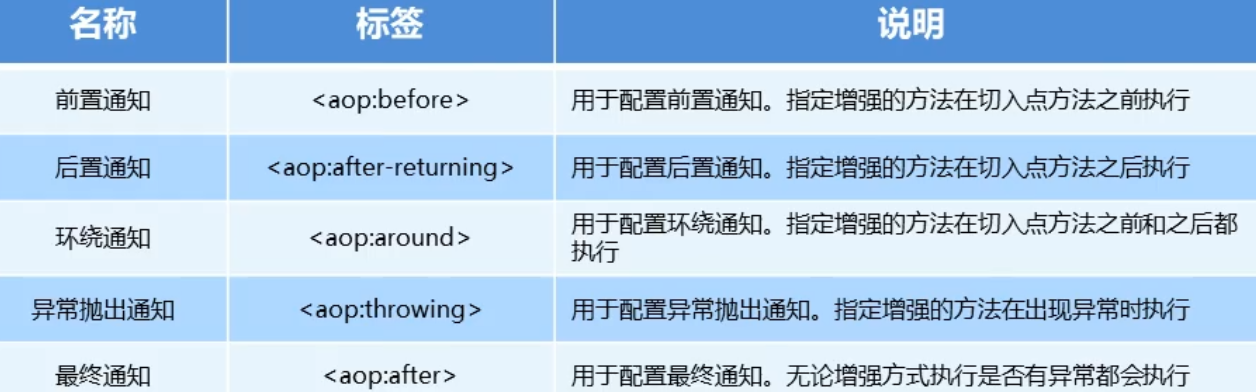 名称 标签 说明
前置通知 <aop:before> 用于配置前置通知。指定增强的方法在切入点方法之前执行
后置通知 <aop:after-returning> 用于配置后置通知。指定增强的方法在切入点方法之后执行
环绕通知 <aop:around> 用于配置环绕通知。指定增强的方法在切入点方法之前和之后都
执行
异常抛出通知 <aop:throwing> 用于配置异常抛出通知。指定增强的方法在出现异常时执行
最终通知 <aop:after> 用于配置最终通知。无论增强方式执行是否有异常都会执行